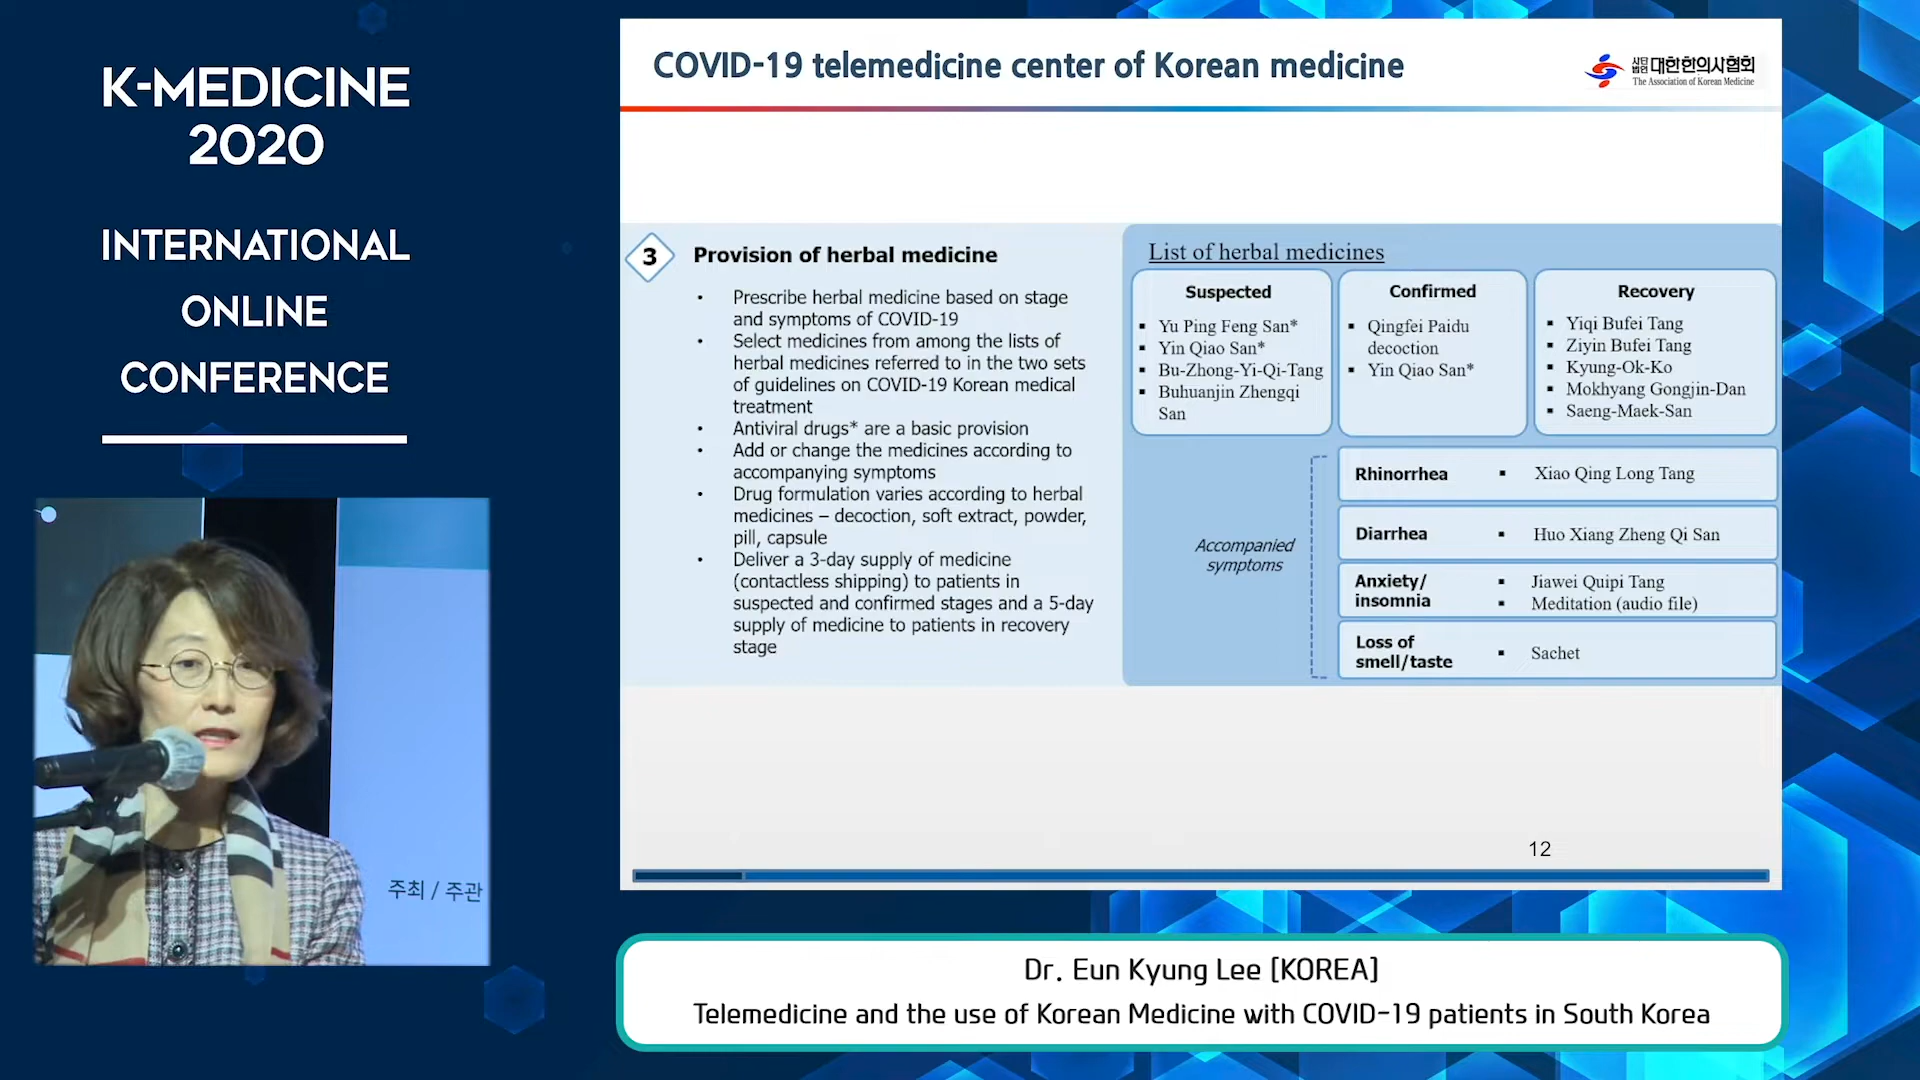 K-MEDICINE
2020
INTERNATIONAL
ONLINE
CONFERENCE
주최 / 주관
COVID-19 telemedicine center of Korean medicine
사단법인 대한한의사협회
The Association of Korean Medicine
3 Provision of herbal medicine
• Prescribe herbal medicine based on stage
and symptoms of COVID-19
• Select medicines from among the lists of
herbal medicines referred to in the two sets
of guidelines on COVID-19 Korean medical
treatment
• Antiviral drugs* are a basic provision
• Add or change the medicines according to
accompanying symptoms
• Drug formulation varies according to herbal
medicines – decoction, soft extract, powder,
pill, capsule
• Deliver a 3-day supply of medicine
(contactless shipping) to patients in
suspected and confirmed stages and a 5-day
supply of medicine to patients in recovery
stage
List of herbal medicines
Suspected
▪ Yu Ping Feng San*
▪ Yin Qiao San*
▪ Bu-Zhong-Yi-Qi-Tang
▪ Buhuanjin Zhengqi
San
Confirmed
▪ Qingfei Paidu
decoction
▪ Yin Qiao San*
Recovery
▪ Yiqi Bufei Tang
▪ Ziyin Bufei Tang
▪ Kyung-Ok-Ko
▪ Mokhyang Gongjin-Dan
▪ Saeng-Maek-San
Accompanied
symptoms
Rhinorrhea ▪ Xiao Qing Long Tang
Diarrhea ▪ Huo Xiang Zheng Qi San
Anxiety/
insomnia
▪ Jiawei Quipi Tang
▪ Meditation (audio file)
Loss of
smell/taste
▪ Sachet
12
Dr. Eun Kyung Lee [KOREA]
Telemedicine and the use of Korean Medicine with COVID-19 patients in South Korea